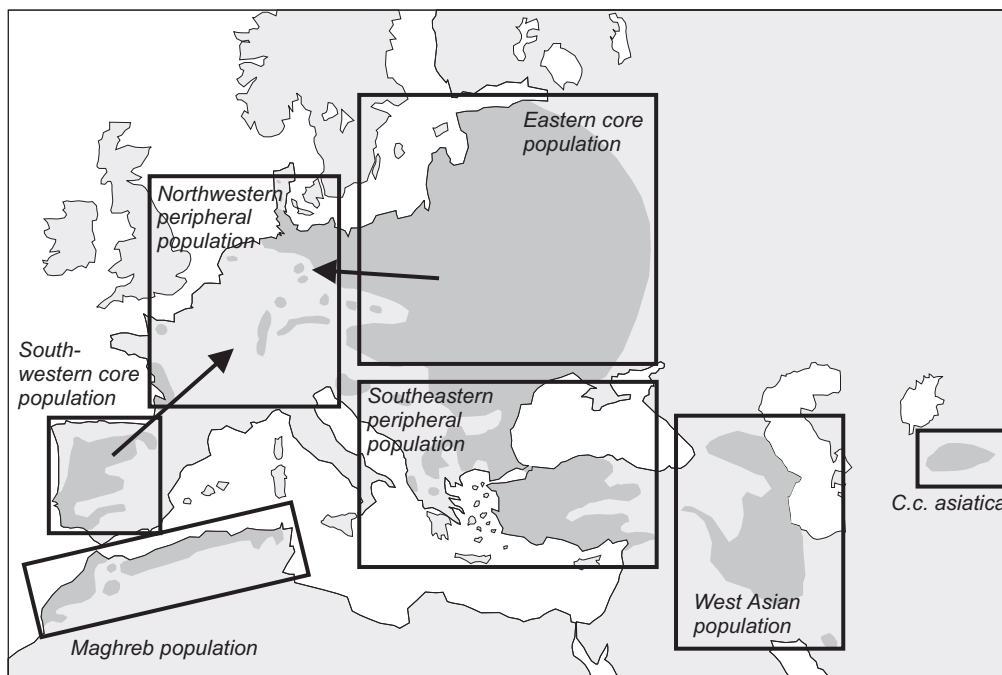 Eastern core
population
Northwestern
peripheral
population
South-
western core
population
Southeastern
peripheral
population
C.c. asiatica
West Asian
population
Maghreb population